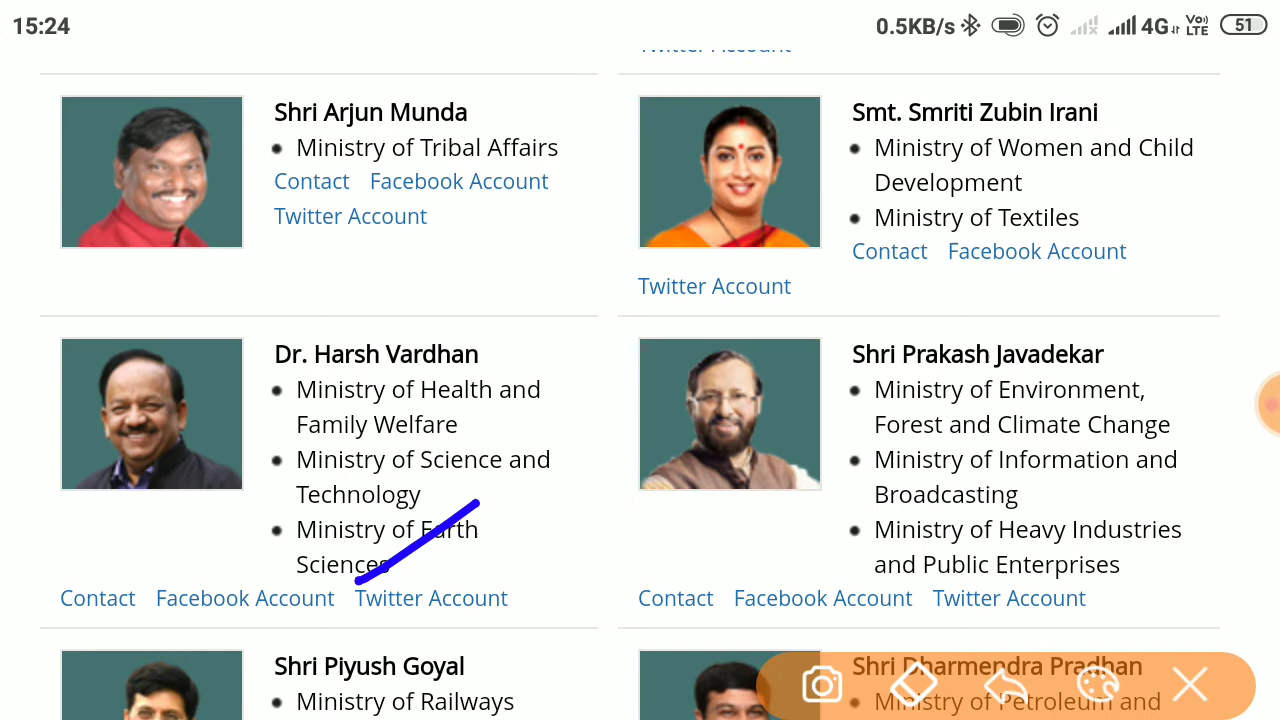 15:24
0.5KB/s 4G Vo)) LTE 51
Twitter Account
Shri Arjun Munda
Ministry of Tribal Affairs
Contact Facebook Account
Twitter Account
Smt. Smriti Zubin Irani
Ministry of Women and Child
Development
Ministry of Textiles
Contact Facebook Account
Twitter Account
Dr. Harsh Vardhan
Ministry of Health and
Family Welfare
Ministry of Science and
Technology
Ministry of Earth
Sciences
Contact Facebook Account Twitter Account
Shri Prakash Javadekar
Ministry of Environment,
Forest and Climate Change
Ministry of Information and
Broadcasting
Ministry of Heavy Industries
and Public Enterprises
Contact Facebook Account Twitter Account
Shri Piyush Goyal
Ministry of Railways
Shri Dharmendra Pradhan
Ministry of Petroleum and